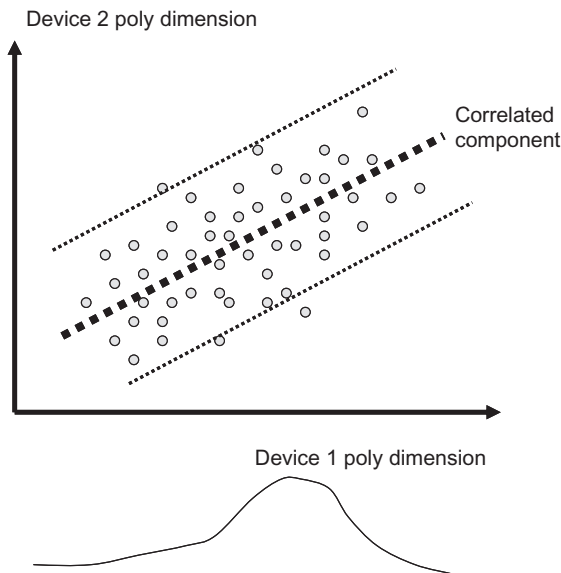 Device 2 poly dimension
Correlated
component
Device 1 poly dimension